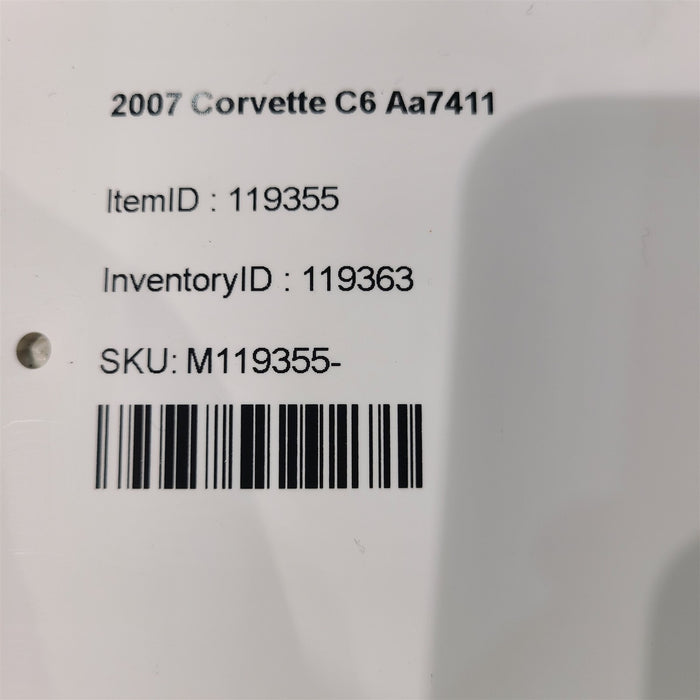 2007 Corvette C6 Aa7411
ItemID : 119355
InventoryID : 119363
SKU: M119355-